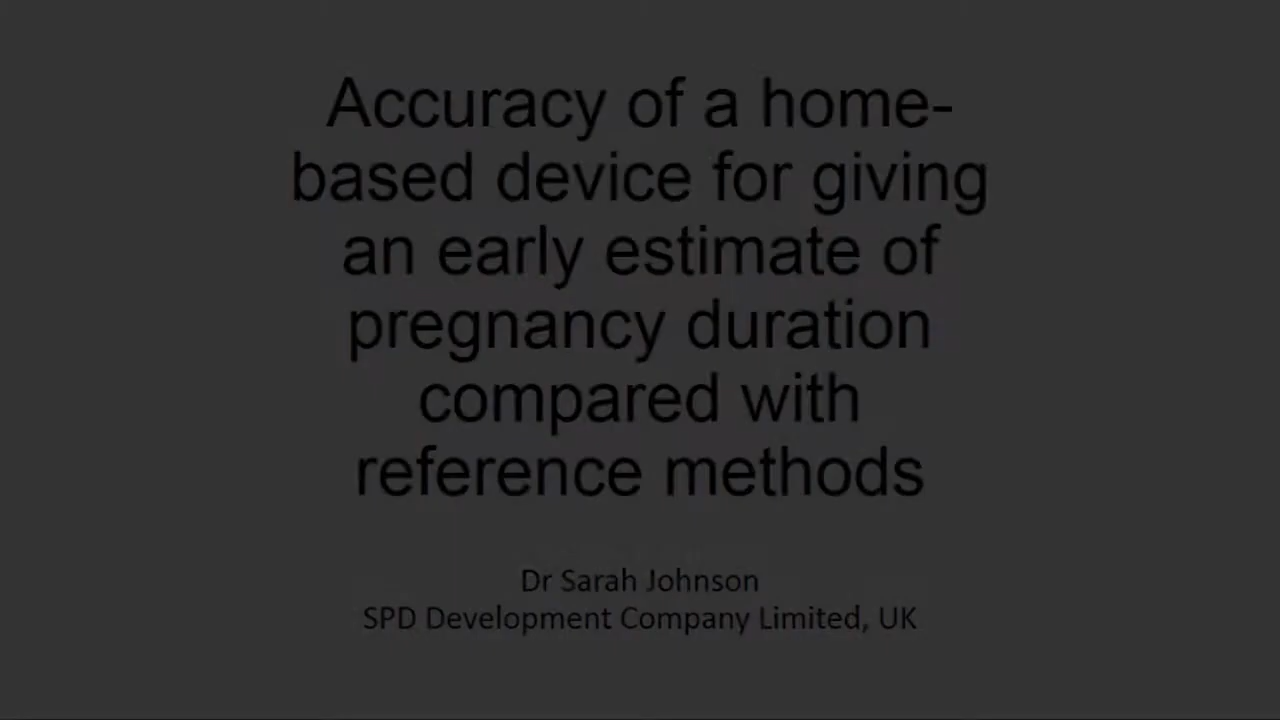 Accuracy of a home-
based device for giving
an early estimate of
pregnancy duration
compared with
reference methods
Dr Sarah Johnson
SPD Development Company Limited, UK